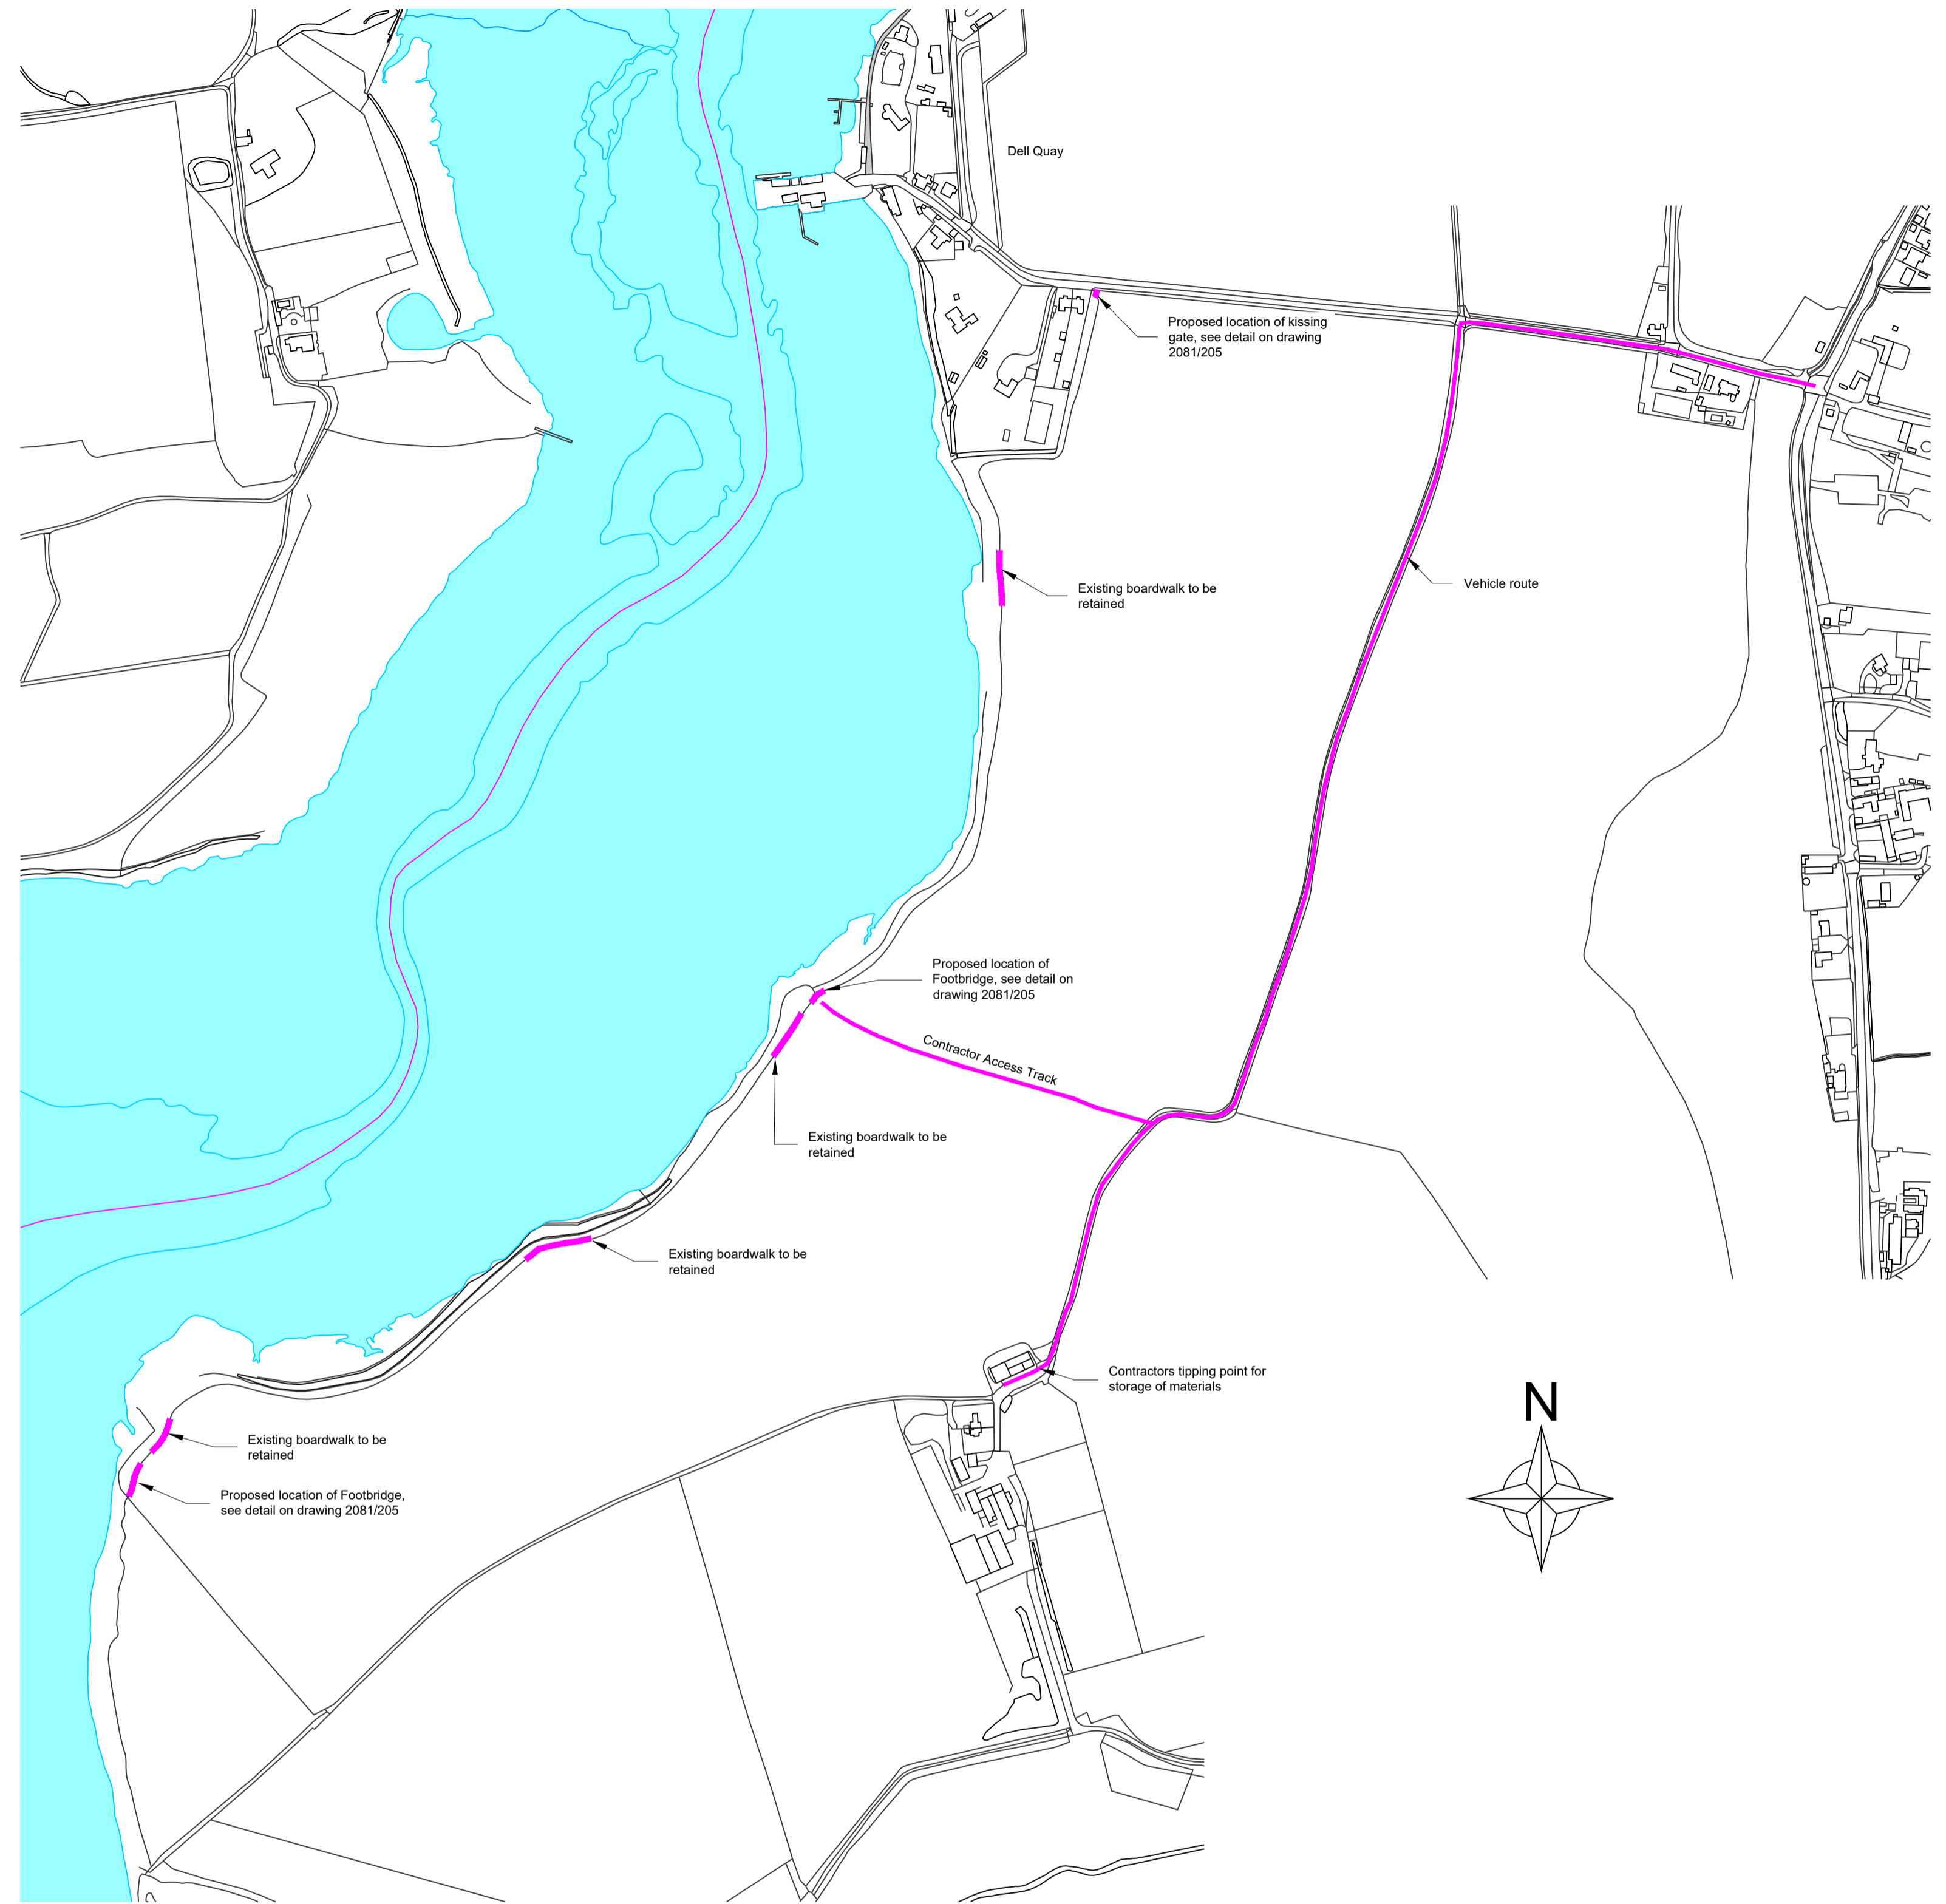 Dell Quay
Proposed location of kissing
gate, see detail on drawing
2081/205
Existing boardwalk to be
retained
Vehicle route
Proposed location of
Footbridge, see detail on
drawing 2081/205
Contractor Access Track
Existing boardwalk to be
retained
Existing boardwalk to be
retained
Contractors tipping point for
storage of materials
N
Existing boardwalk to be
retained
Proposed location of Footbridge,
see detail on drawing 2081/205